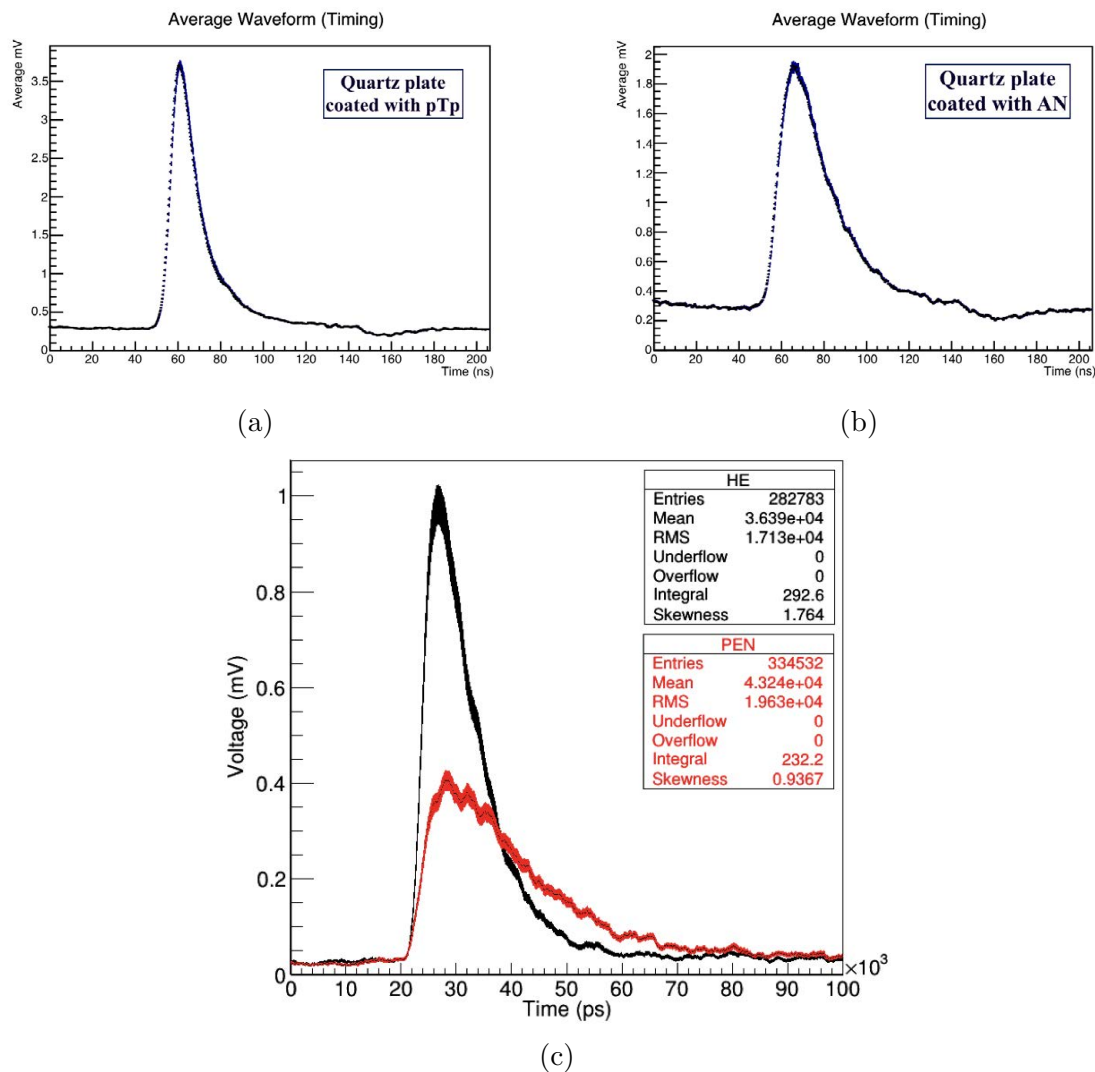 Average Waveform (Timing)
Average mV
3.5
3
2.5
2
1.5
1
0.5
0
Quartz plate
coated with pTp
0 20 40 60 80 100 120 140 160 180 200
Time (ns)
(a)
Average Waveform (Timing)
Average mV
2
1.8
1.6
1.4
1.2
1
0.8
0.6
0.4
0.2
0
Quartz plate
coated with AN
0 20 40 60 80 100 120 140 160 180 200
Time (ns)
(b)
Voltage (mV)
1
0.8
0.6
0.4
0.2
0
HE
Entries 282783
Mean 3.639e+04
RMS 1.713e+04
Underflow 0
Overflow 0
Integral 292.6
Skewness 1.764
PEN
Entries 334532
Mean 4.324e+04
RMS 1.963e+04
Underflow 0
Overflow 0
Integral 232.2
Skewness 0.9367
0 10 20 30 40 50 60 70 80 90 100
×10³
Time (ps)
(c)